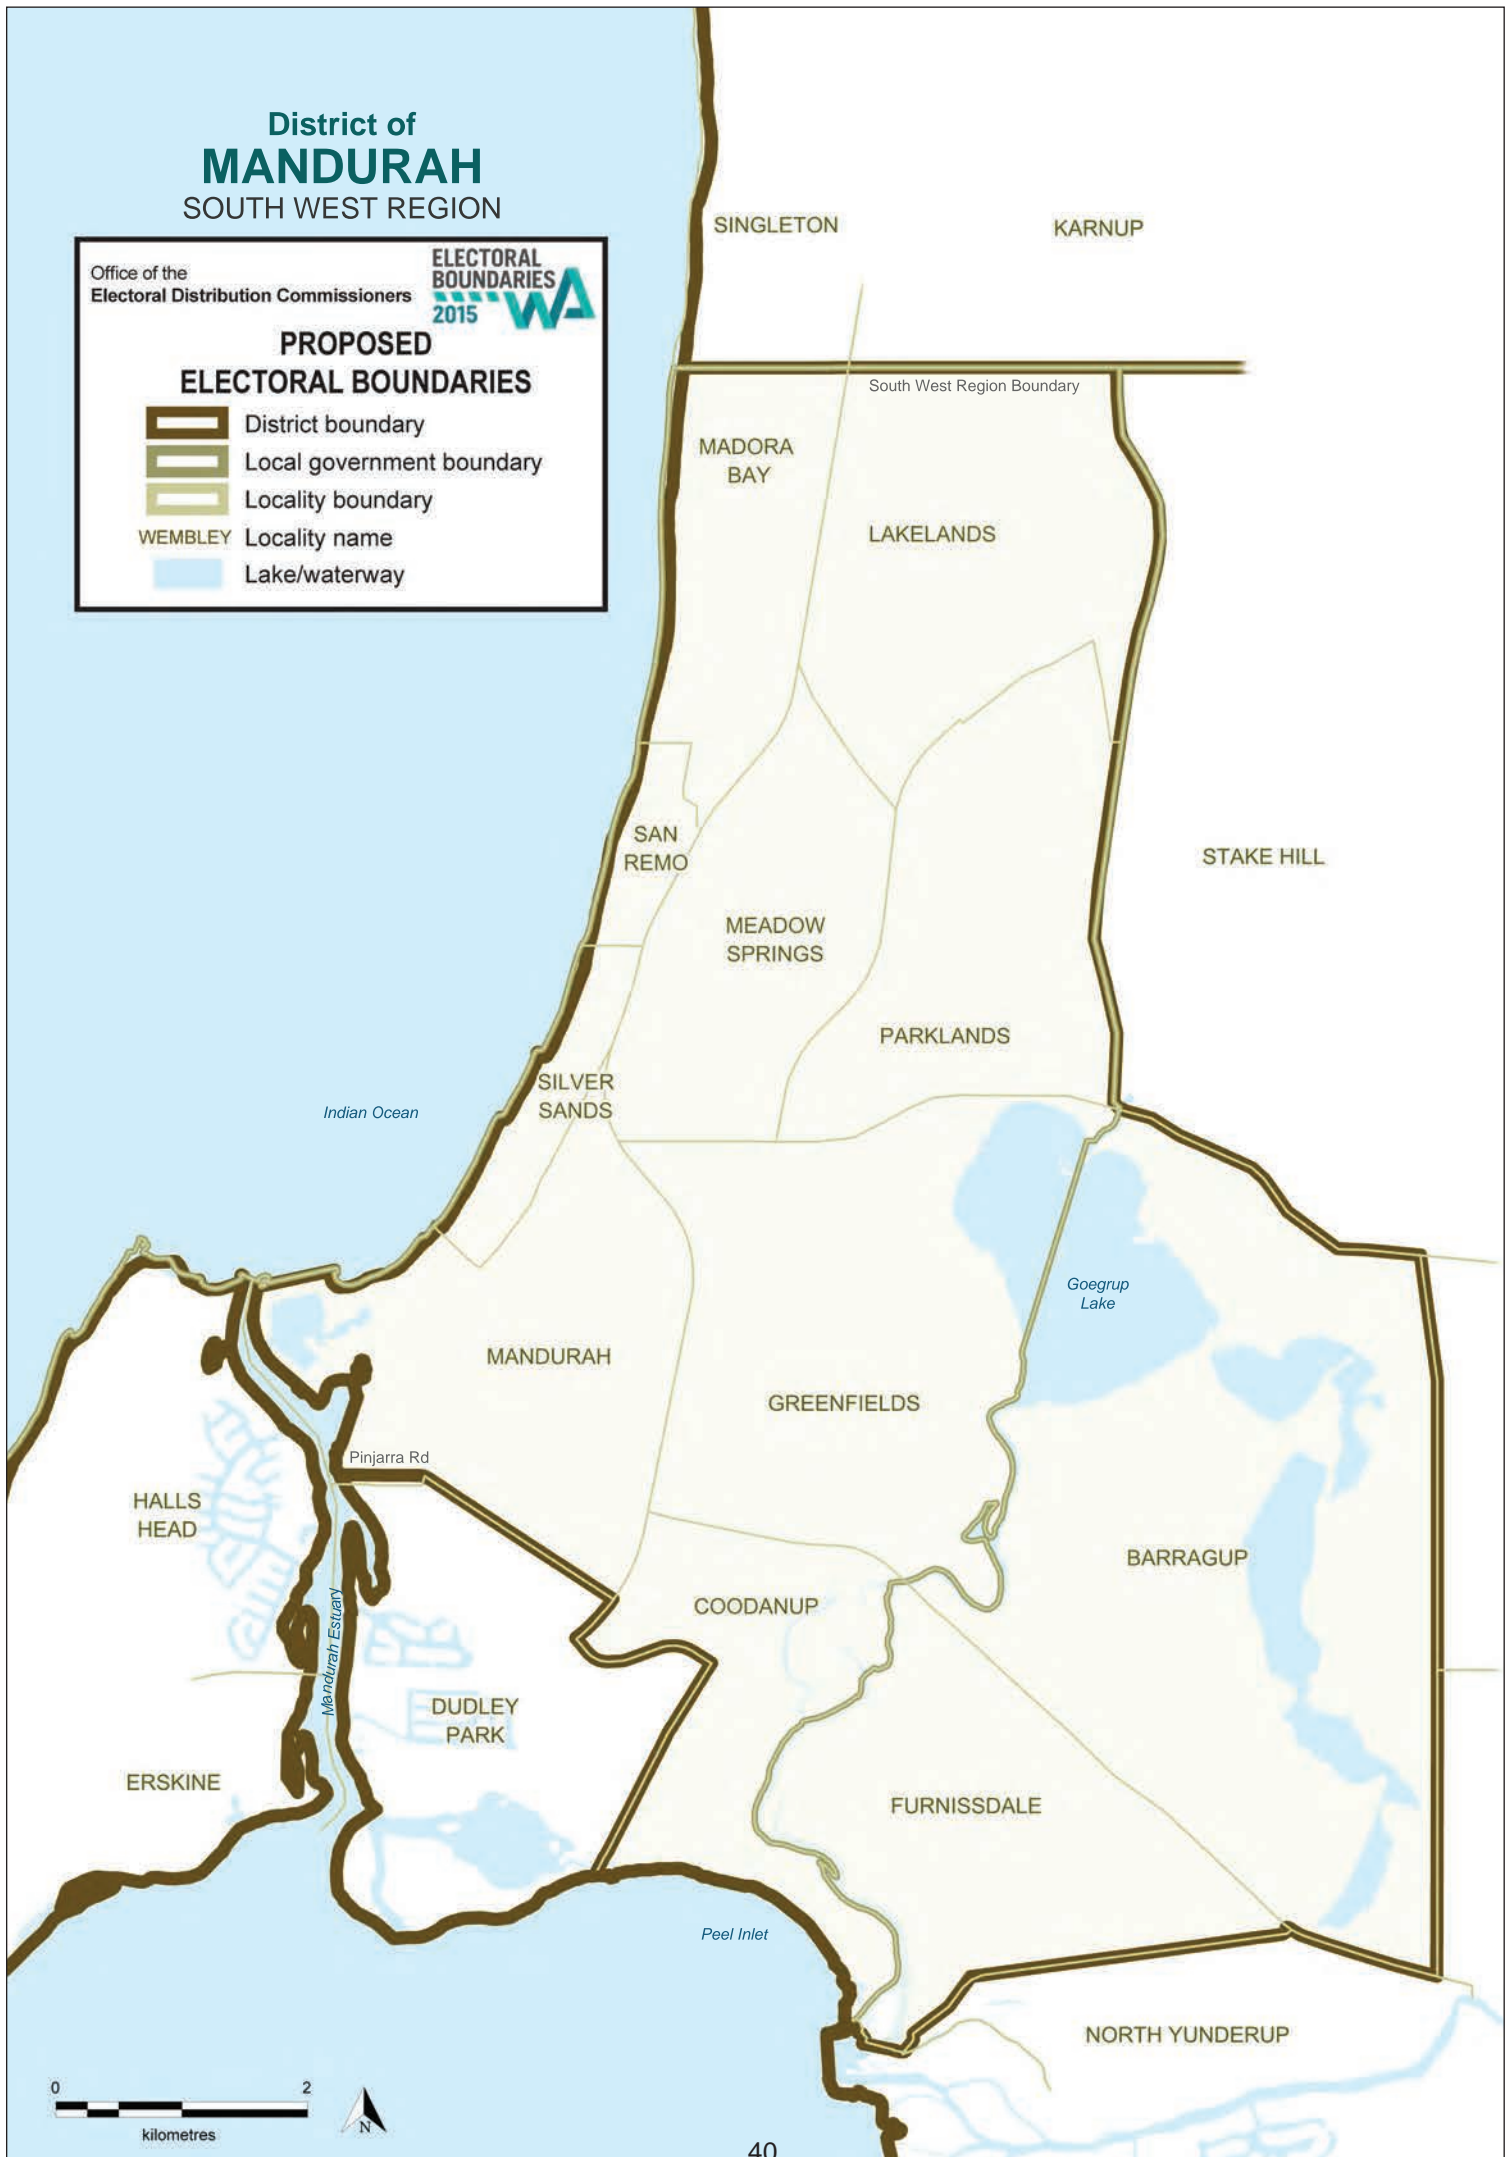 District of
MANDURAH
SOUTH WEST REGION
Office of the
Electoral Distribution Commissioners
ELECTORAL
BOUNDARIES
2015 WA
PROPOSED
ELECTORAL BOUNDARIES
District boundary
Local government boundary
Locality boundary
WEMBLEY Locality name
Lake/waterway
SINGLETON
KARNUP
South West Region Boundary
MADORA
BAY
LAKELANDS
SAN
REMO
STAKE HILL
MEADOW
SPRINGS
PARKLANDS
SILVER
SANDS
Indian Ocean
Goegrup
Lake
MANDURAH
GREENFIELDS
Pinjarra Rd
HALLS
HEAD
BARRAGUP
COODANUP
Mandurah Estuary
DUDLEY
PARK
ERSKINE
FURNISSDALE
Peel Inlet
NORTH YUNDERUP
0 2
kilometres
N
40